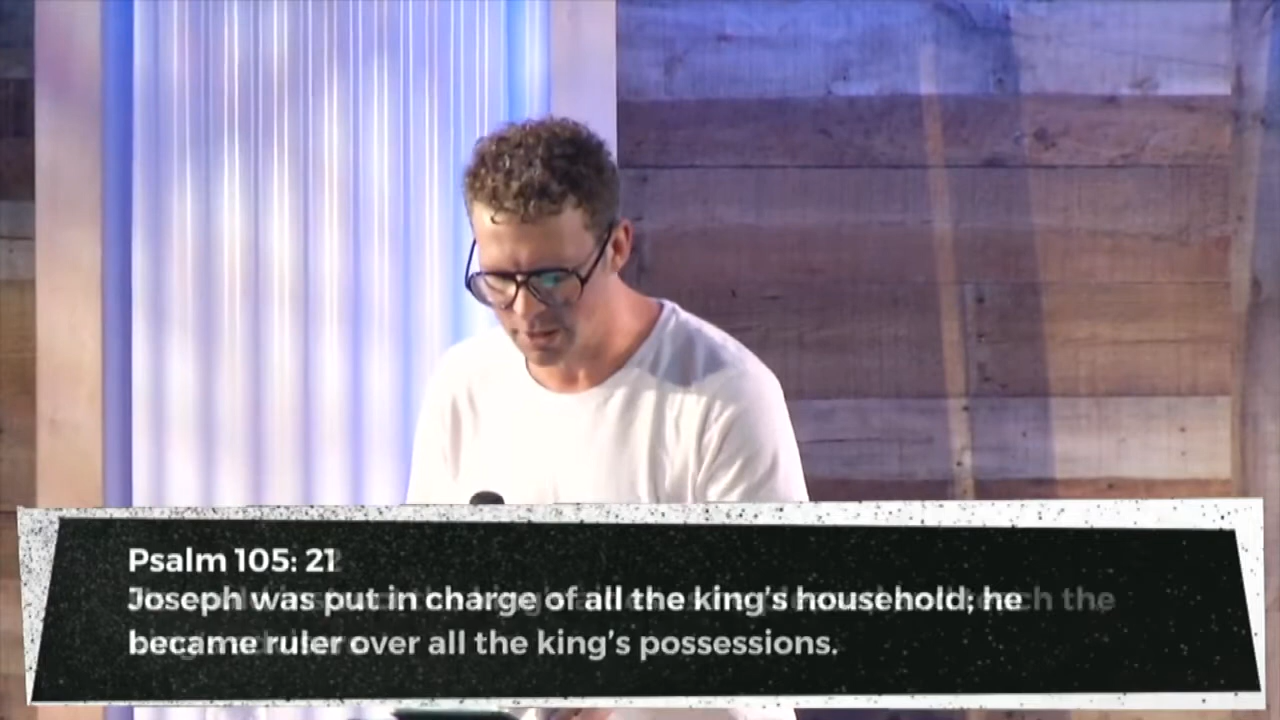 Psalm 105: 21
Joseph was put in charge of all the king's household; he
became ruler over all the king's possessions.